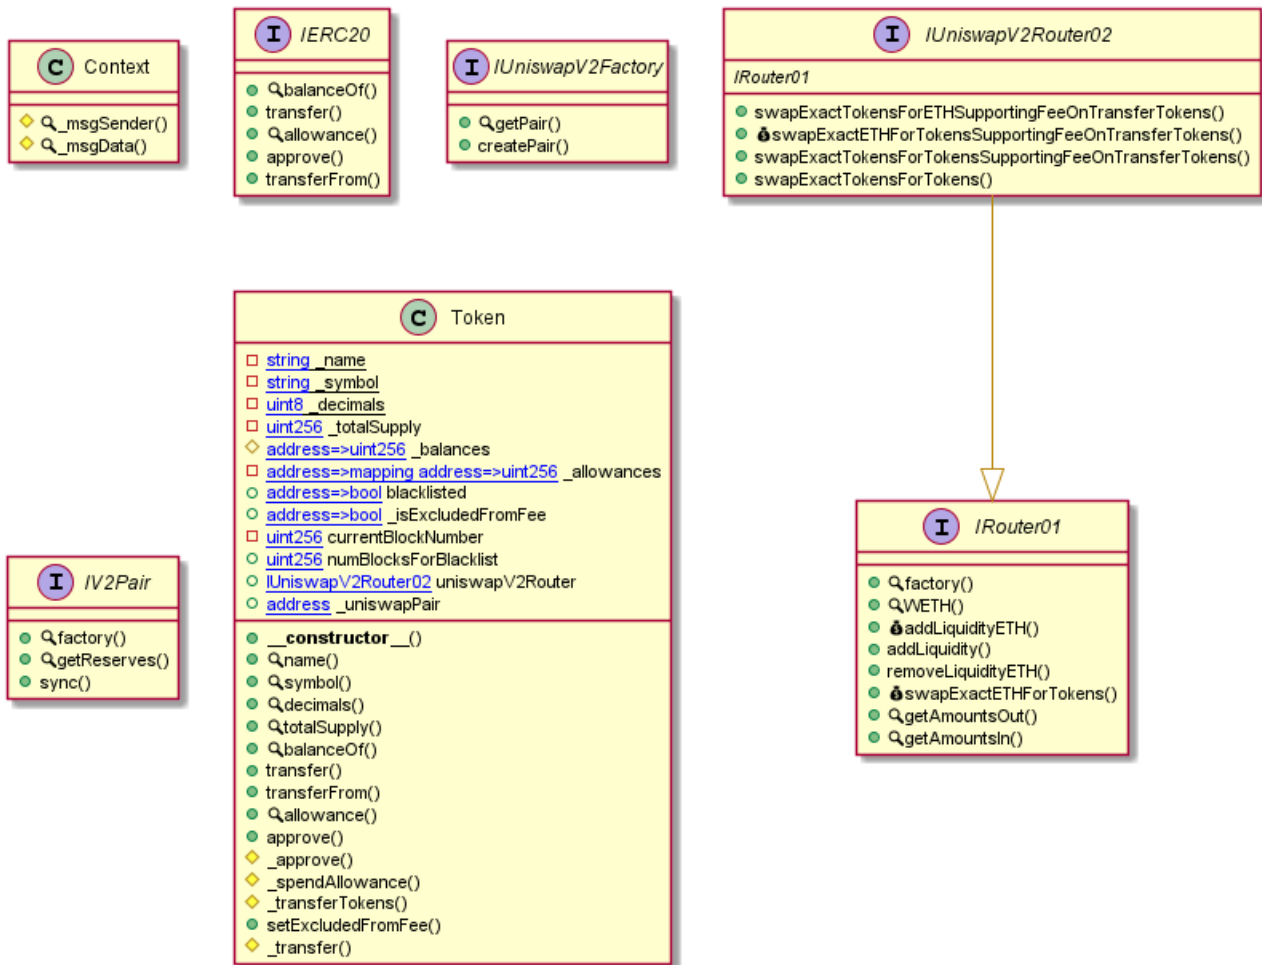 C Context
_msgSender()
_msgData()
I IERC20
balanceOf()
transfer()
allowance()
approve()
transferFrom()
I IUniswapV2Factory
getPair()
createPair()
I IUniswapV2Router02
IRouter01
swapExactTokensForETHSupportingFeeOnTransferTokens()
swapExactETHForTokensSupportingFeeOnTransferTokens()
swapExactTokensForTokensSupportingFeeOnTransferTokens()
swapExactTokensForTokens()
I IV2Pair
factory()
getReserves()
sync()
C Token
string _name
string _symbol
uint8 _decimals
uint256 _totalSupply
address=>uint256 _balances
address=>mapping address=>uint256 _allowances
address=>bool blacklisted
address=>bool _isExcludedFromFee
uint256 currentBlockNumber
uint256 numBlocksForBlacklist
IUniswapV2Router02 uniswapV2Router
address _uniswapPair
__constructor__()
name()
symbol()
decimals()
totalSupply()
balanceOf()
transfer()
transferFrom()
allowance()
approve()
_approve()
_spendAllowance()
_transferTokens()
setExcludedFromFee()
_transfer()
I IRouter01
factory()
WETH()
addLiquidityETH()
addLiquidity()
removeLiquidityETH()
swapExactETHForTokens()
getAmountsOut()
getAmountsIn()